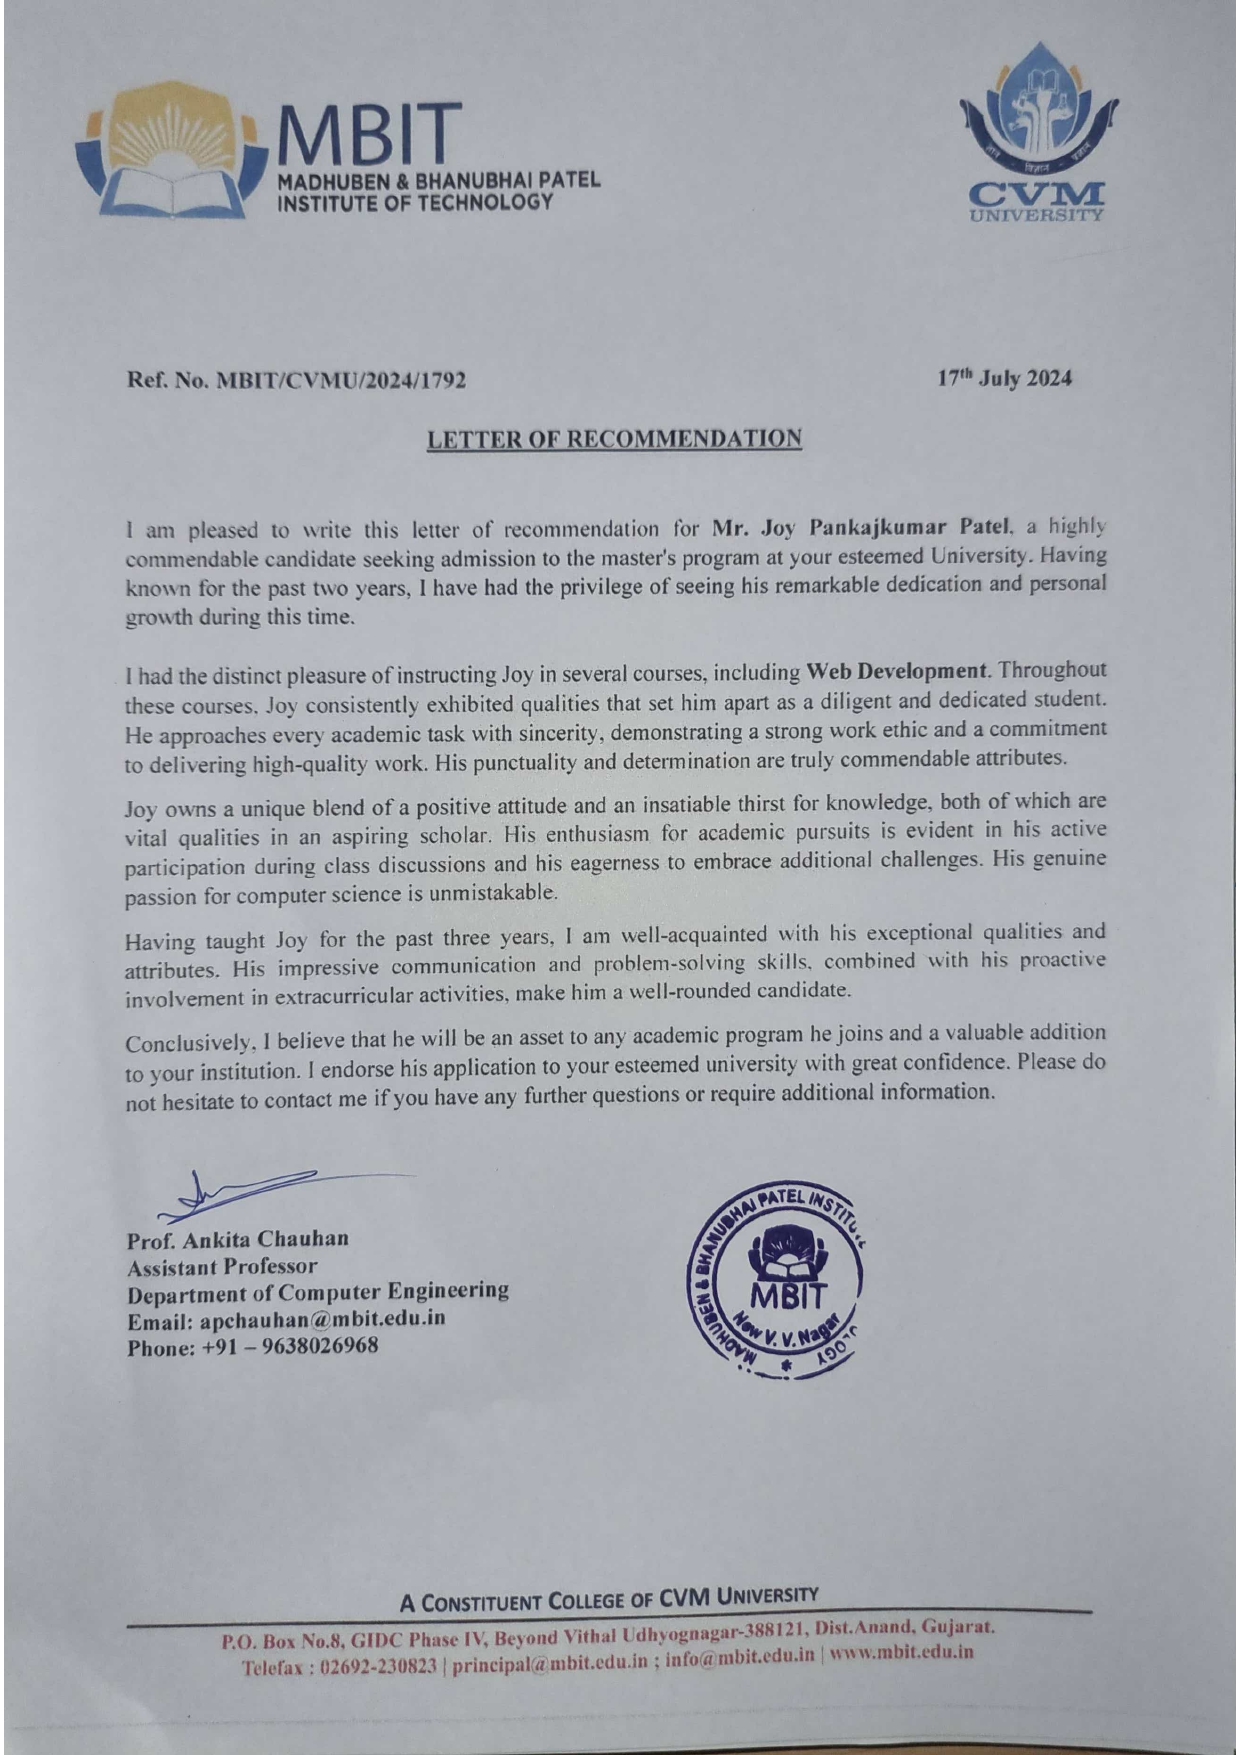 MBIT
MADHUBEN & BHANUBHAI PATEL
INSTITUTE OF TECHNOLOGY
विज्ञान
CVM
UNIVERSITY
Ref. No. MBIT/CVMU/2024/1792
17th July 2024
LETTER OF RECOMMENDATION
I am pleased to write this letter of recommendation for Mr. Joy Pankajkumar Patel, a highly
commendable candidate seeking admission to the master's program at your esteemed University. Having
known for the past two years, I have had the privilege of seeing his remarkable dedication and personal
growth during this time.
I had the distinct pleasure of instructing Joy in several courses, including Web Development. Throughout
these courses, Joy consistently exhibited qualities that set him apart as a diligent and dedicated student.
He approaches every academic task with sincerity, demonstrating a strong work ethic and a commitment
to delivering high-quality work. His punctuality and determination are truly commendable attributes.
Joy owns a unique blend of a positive attitude and an insatiable thirst for knowledge, both of which are
vital qualities in an aspiring scholar. His enthusiasm for academic pursuits is evident in his active
participation during class discussions and his eagerness to embrace additional challenges. His genuine
passion for computer science is unmistakable.
Having taught Joy for the past three years, I am well-acquainted with his exceptional qualities and
attributes. His impressive communication and problem-solving skills, combined with his proactive
involvement in extracurricular activities, make him a well-rounded candidate.
Conclusively, I believe that he will be an asset to any academic program he joins and a valuable addition
to your institution. I endorse his application to your esteemed university with great confidence. Please do
not hesitate to contact me if you have any further questions or require additional information.
Prof. Ankita Chauhan
Assistant Professor
Department of Computer Engineering
Email: apchauhan@mbit.edu.in
Phone: +91 – 9638026968
MADHUBEN & BHANUBHAI PATEL
MBIT
New V. V. Nagar
A CONSTITUENT COLLEGE OF CVM UNIVERSITY
P.O. Box No.8, GIDC Phase IV, Beyond Vithal Udhyognagar-388121, Dist.Anand, Gujarat.
Telefax : 02692-230823 | principal@mbit.edu.in ; info@mbit.edu.in | www.mbit.edu.in